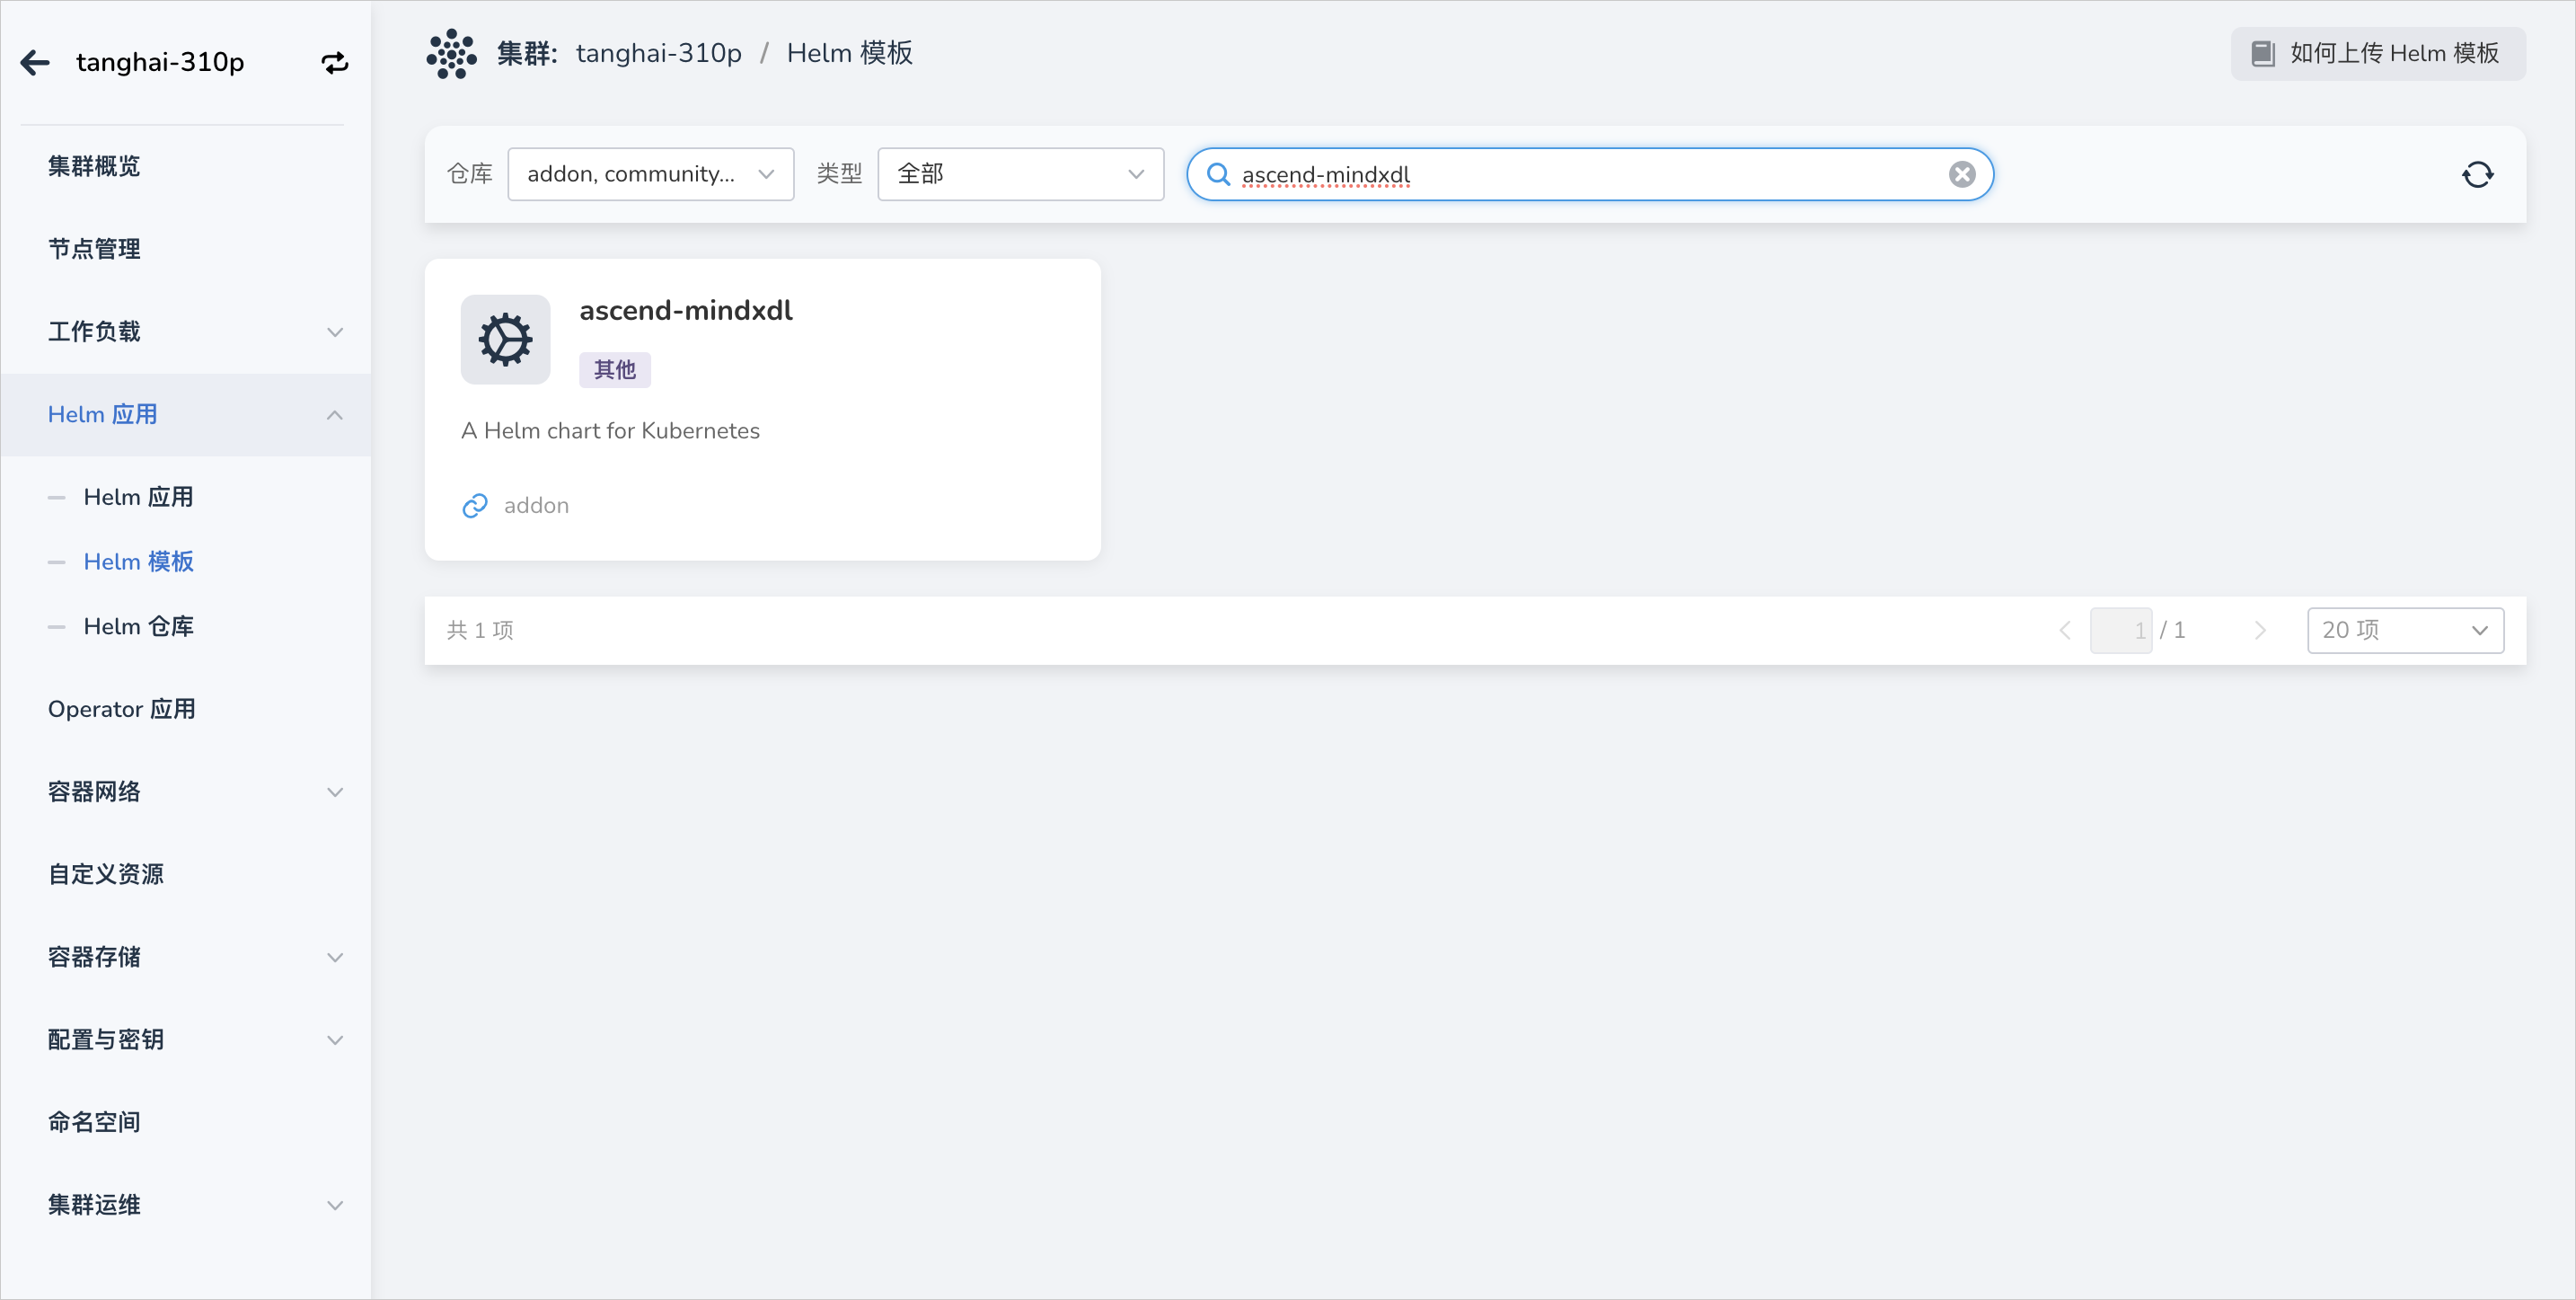 tanghai-310p
集群概览
节点管理
工作负载
Helm 应用
Helm 应用
Helm 模板
Helm 仓库
Operator 应用
容器网络
自定义资源
容器存储
配置与密钥
命名空间
集群运维
集群: tanghai-310p / Helm 模板
如何上传 Helm 模板
仓库 addon, community... 类型 全部 ascend-mindxdl
ascend-mindxdl
其他
A Helm chart for Kubernetes
addon
共 1 项 1 / 1 20 项